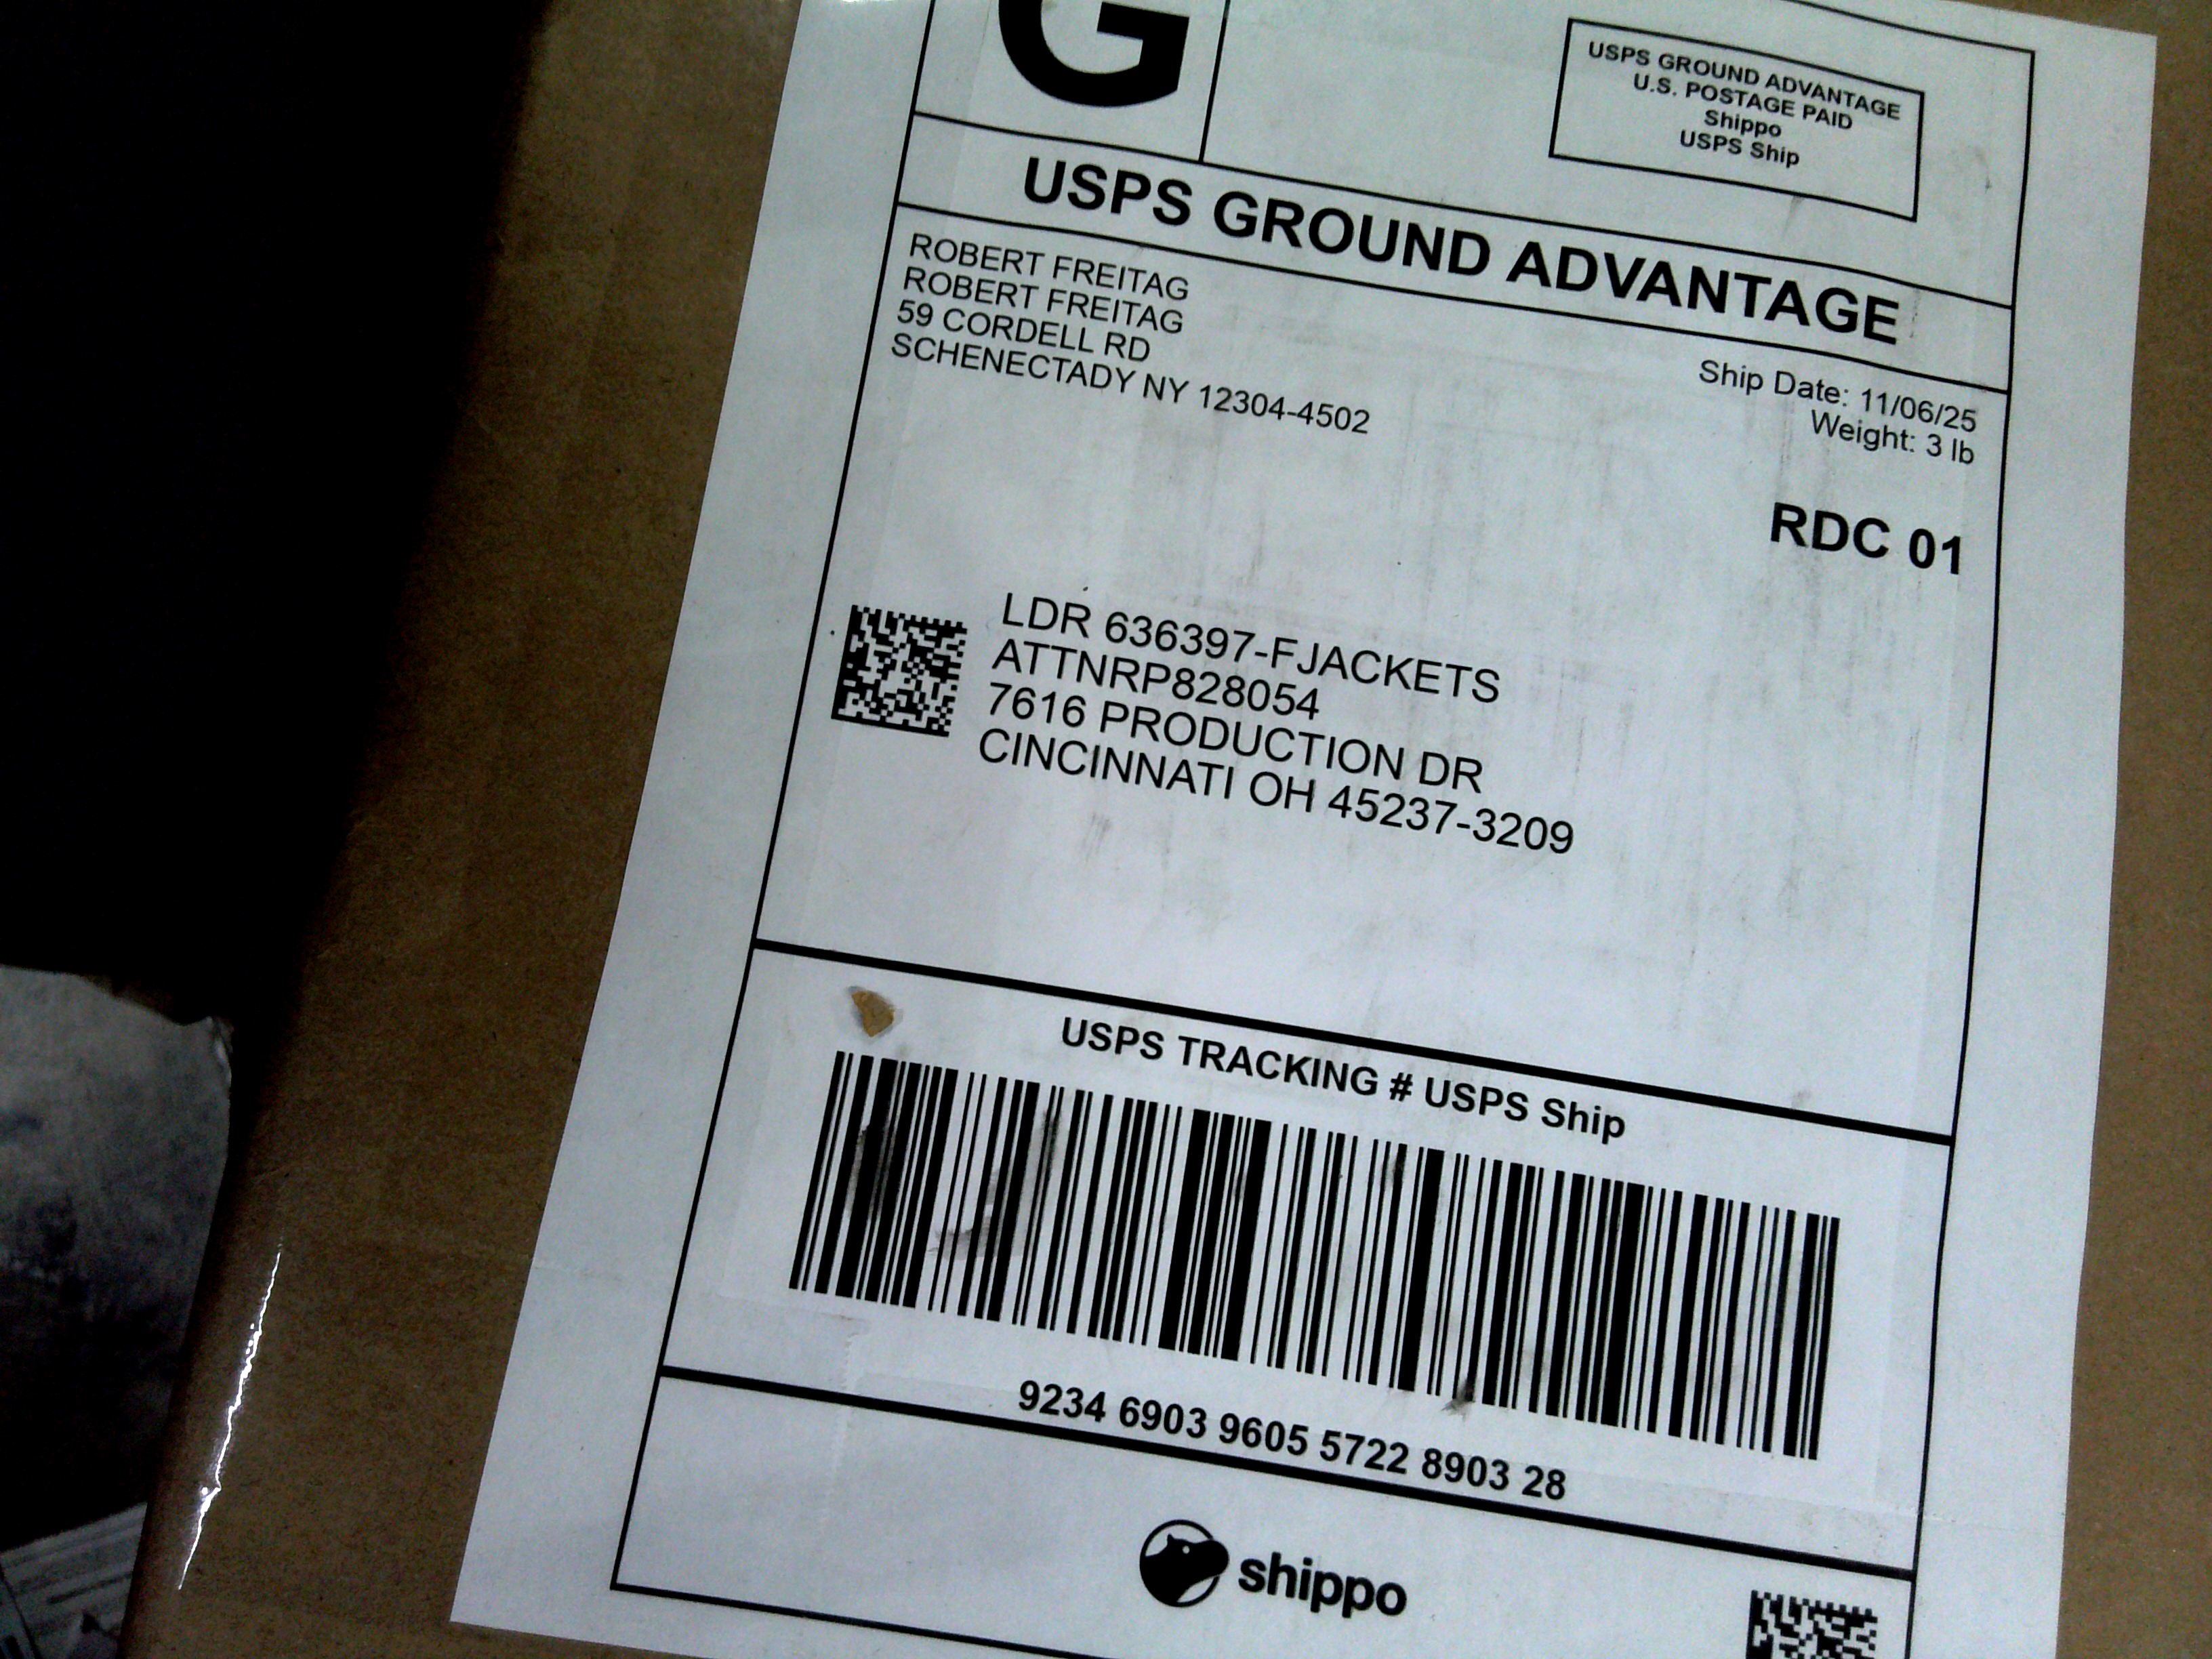 G
USPS GROUND ADVANTAGE
U.S. POSTAGE PAID
Shippo
USPS Ship
USPS GROUND ADVANTAGE
ROBERT FREITAG
ROBERT FREITAG
59 CORDELL RD
SCHENECTADY NY 12304-4502
Ship Date: 11/06/25
Weight: 3 lb
RDC 01
LDR 636397-FJACKETS
ATTNRP828054
7616 PRODUCTION DR
CINCINNATI OH 45237-3209
USPS TRACKING # USPS Ship
9234 6903 9605 5722 8903 28
shippo